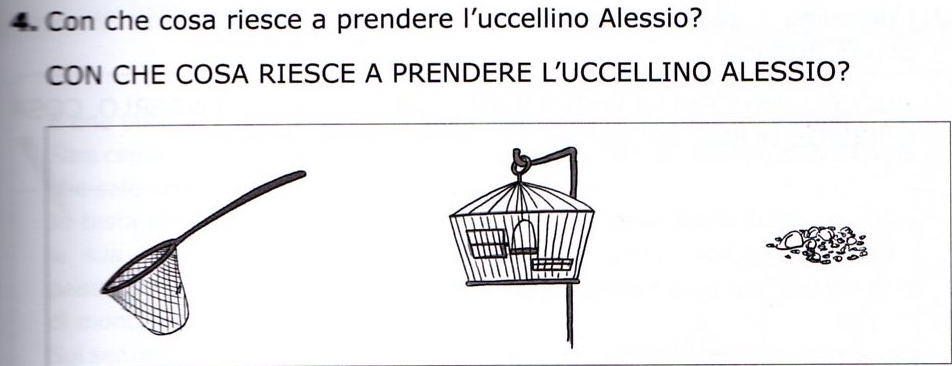 4. Con che cosa riesce a prendere l'uccellino Alessio?
CON CHE COSA RIESCE A PRENDERE L'UCCELLINO ALESSIO?